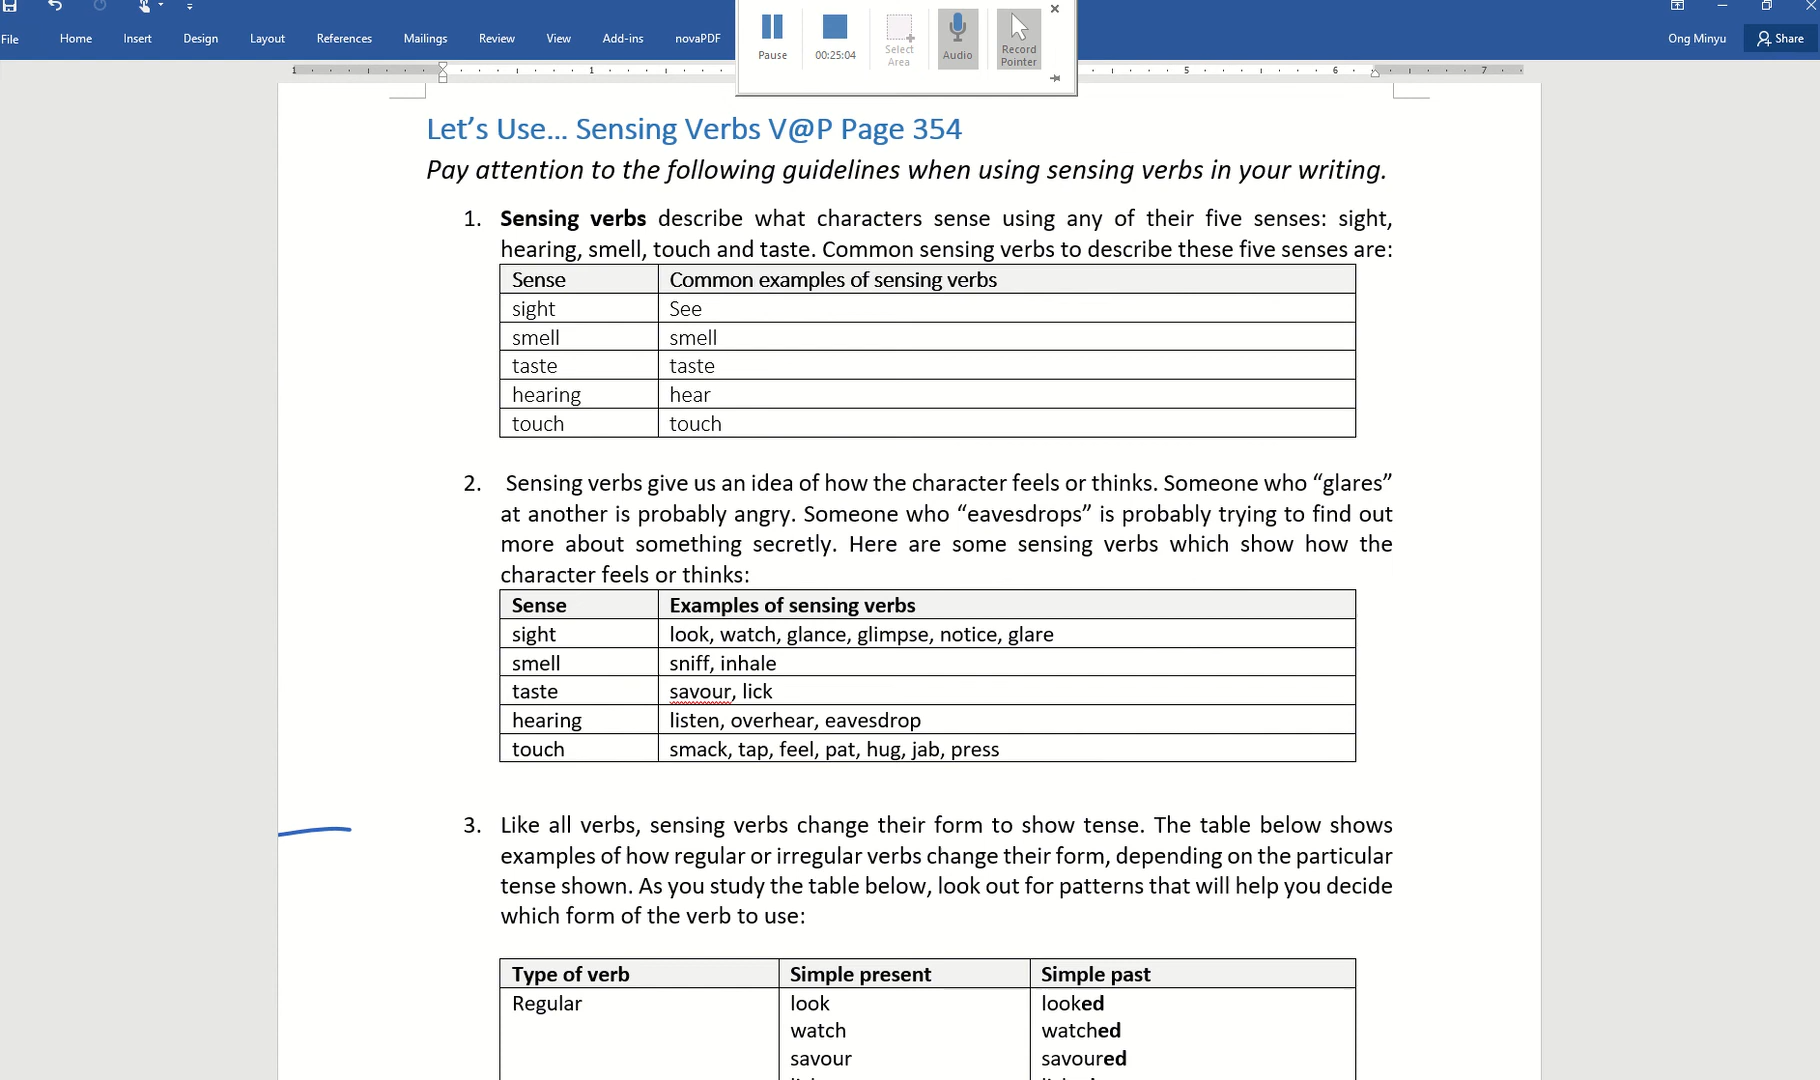 File Home Insert Design Layout References Mailings Review View Add-ins novaPDF
Pause 00:25:04 Select Area Audio Record Pointer
Ong Minyu Share
1 1 5 6 7
Let’s Use... Sensing Verbs V@P Page 354
Pay attention to the following guidelines when using sensing verbs in your writing.
1. Sensing verbs describe what characters sense using any of their five senses: sight,
hearing, smell, touch and taste. Common sensing verbs to describe these five senses are:
Sense Common examples of sensing verbs
sight See
smell smell
taste taste
hearing hear
touch touch
2. Sensing verbs give us an idea of how the character feels or thinks. Someone who “glares”
at another is probably angry. Someone who “eavesdrops” is probably trying to find out
more about something secretly. Here are some sensing verbs which show how the
character feels or thinks:
Sense Examples of sensing verbs
sight look, watch, glance, glimpse, notice, glare
smell sniff, inhale
taste savour, lick
hearing listen, overhear, eavesdrop
touch smack, tap, feel, pat, hug, jab, press
3. Like all verbs, sensing verbs change their form to show tense. The table below shows
examples of how regular or irregular verbs change their form, depending on the particular
tense shown. As you study the table below, look out for patterns that will help you decide
which form of the verb to use:
Type of verb Simple present Simple past
Regular look looked
watch watched
savour savoured